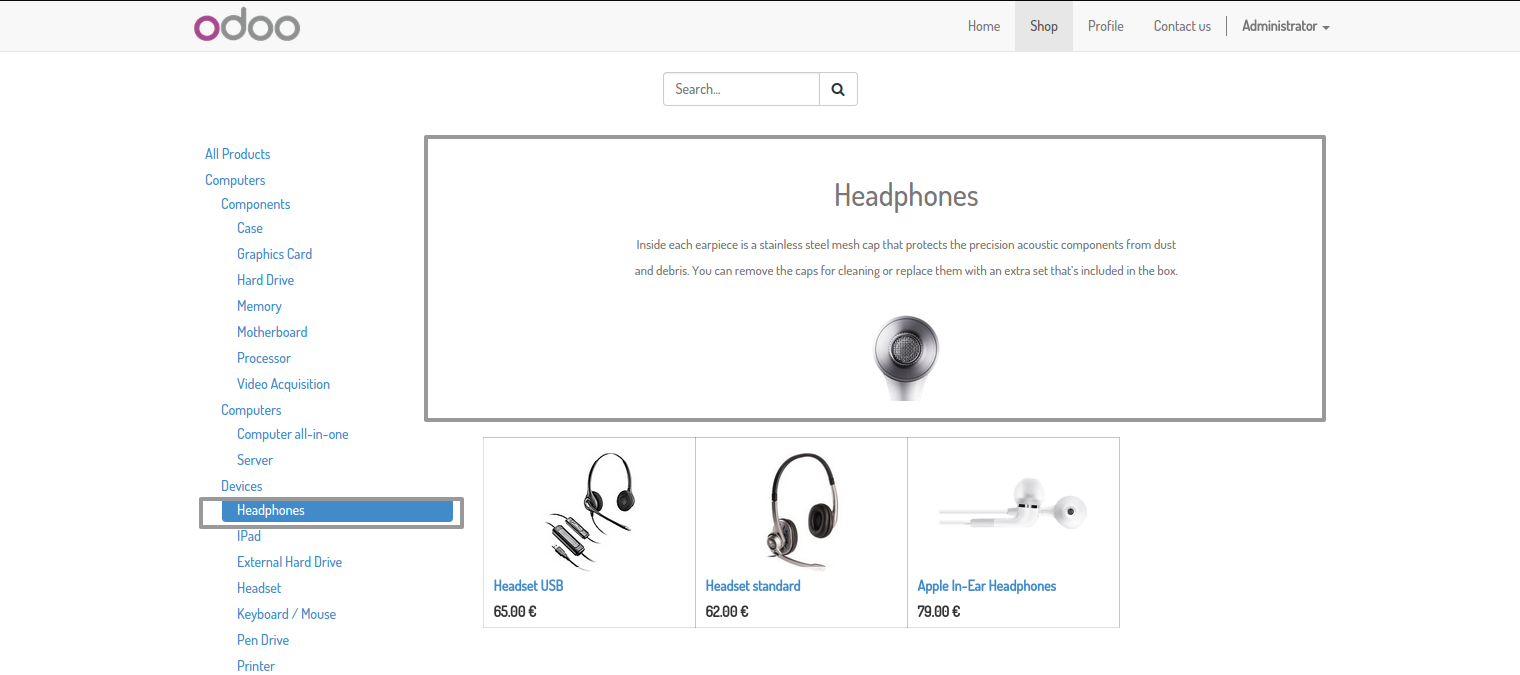 odoo
Home
Shop
Profile
Contact us
Administrator
Search...
All Products
Computers
Components
Case
Graphics Card
Hard Drive
Memory
Motherboard
Processor
Video Acquisition
Computers
Computer all-in-one
Server
Devices
Headphones
IPad
External Hard Drive
Headset
Keyboard / Mouse
Pen Drive
Printer
Headphones
Inside each earpiece is a stainless steel mesh cap that protects the precision acoustic components from dust
and debris. You can remove the caps for cleaning or replace them with an extra set that's included in the box.
Headset USB
65.00 €
Headset standard
62.00 €
Apple In-Ear Headphones
79.00 €